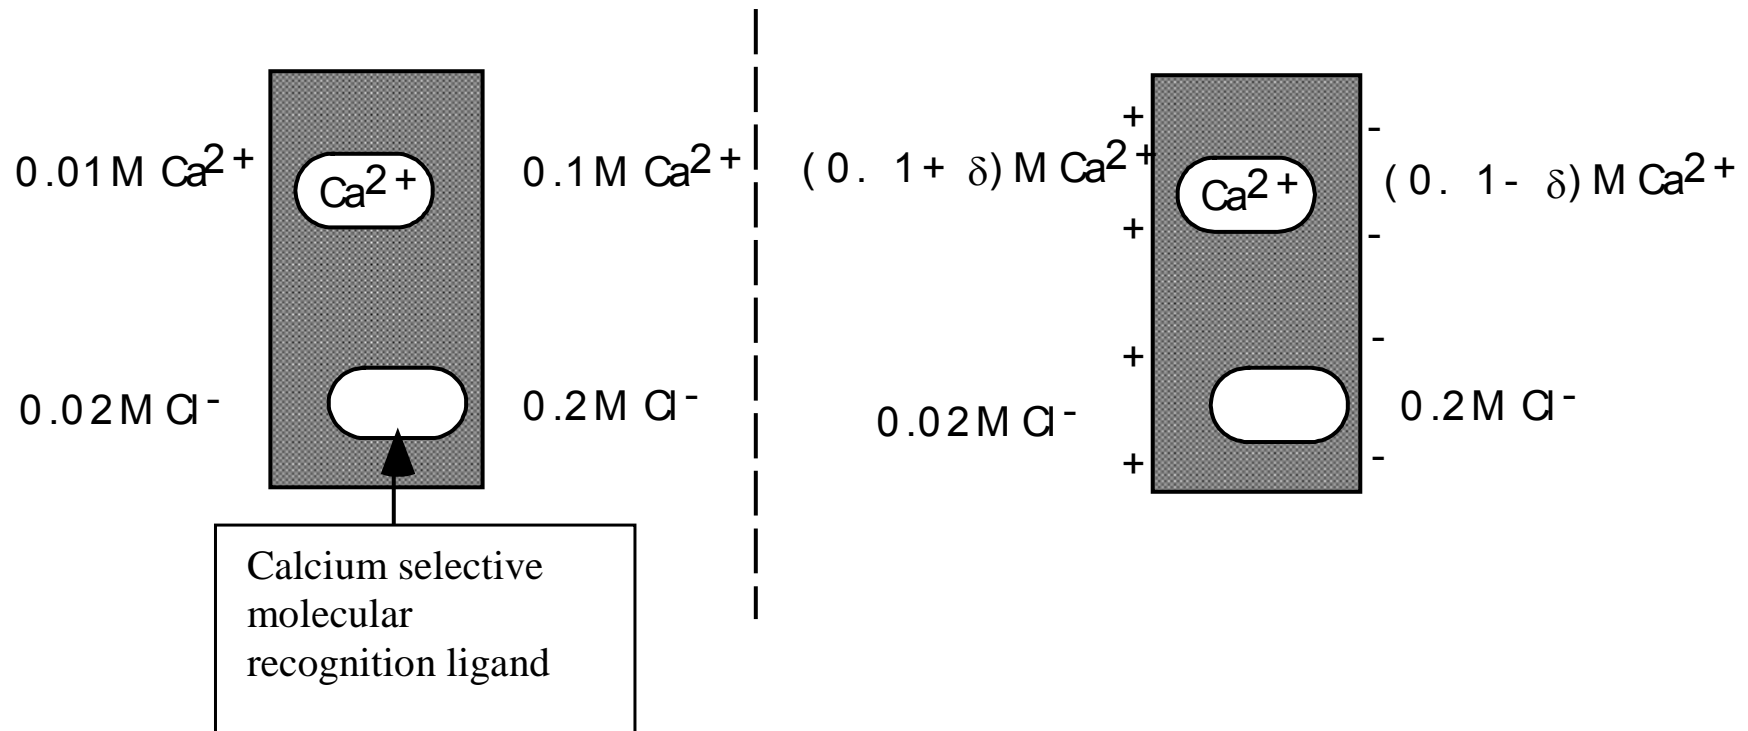 0.01M Ca2+
Ca2+
0.1M Ca2+
(0. 1+ δ) M Ca2+
Ca2+
(0. 1- δ) M Ca2+
+
+
+
+
-
-
-
-
0.02M Cl-
0.2M Cl-
0.02M Cl-
0.2M Cl-
Calcium selective
molecular
recognition ligand